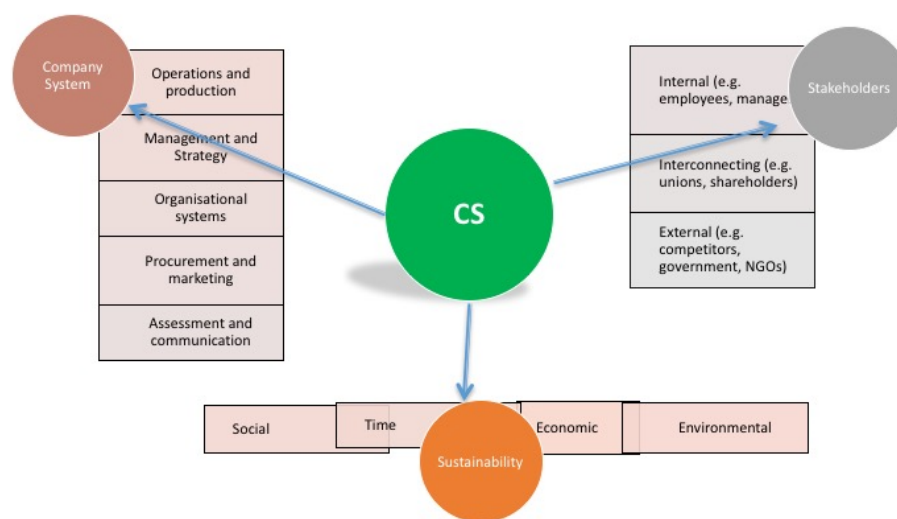 Company
System
Operations and
production
Management and
Strategy
Organisational
systems
Procurement and
marketing
Assessment and
communication
CS
Internal (e.g.
employees, manage
Stakeholders
Interconnecting (e.g.
unions, shareholders)
External (e.g.
competitors,
government, NGOs)
Social
Time
Economic
Environmental
Sustainability